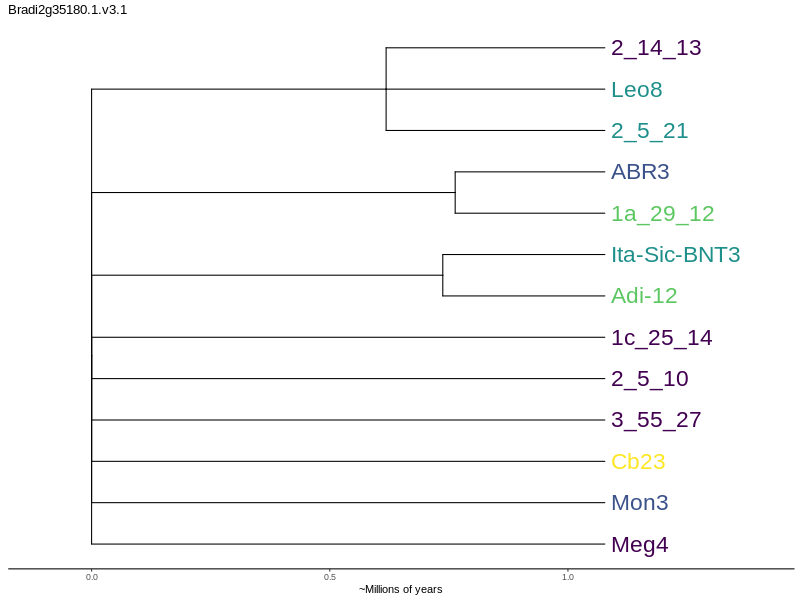 Bradi2g35180.1.v3.1
2_14_13
Leo8
2_5_21
ABR3
1a_29_12
Ita-Sic-BNT3
Adi-12
1c_25_14
2_5_10
3_55_27
Cb23
Mon3
Meg4
0.0 0.5 1.0
~Millions of years